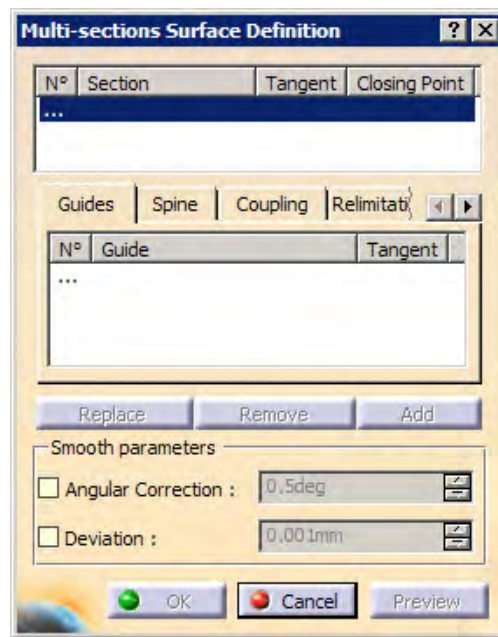 Multi-sections Surface Definition ? X
N° Section Tangent Closing Point
...
Guides Spine Coupling Relimitati
N° Guide Tangent
...
Replace Remove Add
Smooth parameters
Angular Correction : 0,5deg
Deviation : 0,001mm
OK Cancel Preview